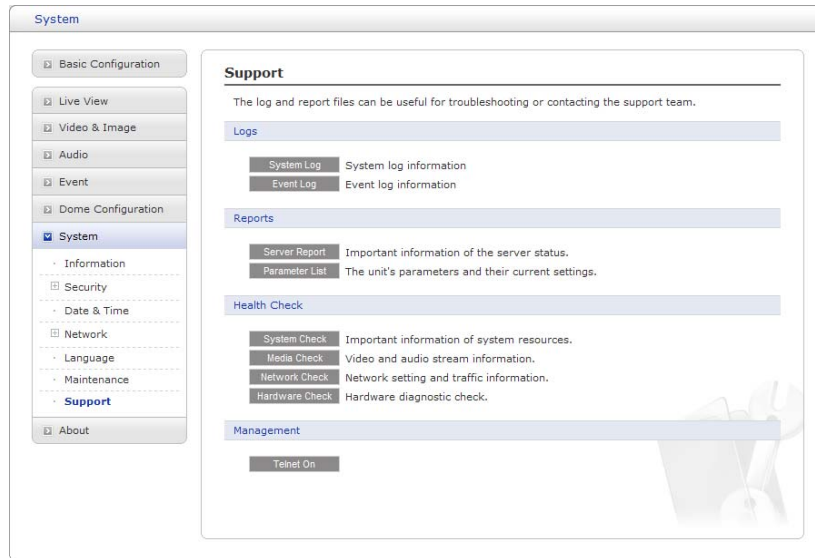 System
Basic Configuration
Live View
Video & Image
Audio
Event
Dome Configuration
System
Information
Security
Date & Time
Network
Language
Maintenance
Support
About
Support
The log and report files can be useful for troubleshooting or contacting the support team.
Logs
System Log System log information
Event Log Event log information
Reports
Server Report Important information of the server status.
Parameter List The unit's parameters and their current settings.
Health Check
System Check Important information of system resources.
Media Check Video and audio stream information.
Network Check Network setting and traffic information.
Hardware Check Hardware diagnostic check.
Management
Telnet On